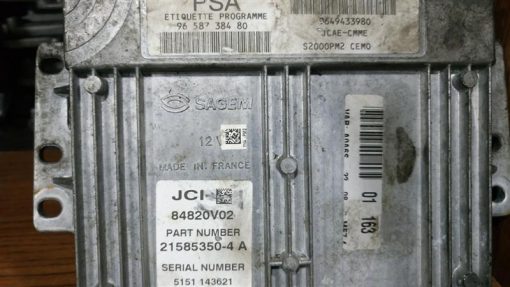 PSA
ETIQUETTE PROGRAMME
96 587 384 80
9649433980
JCAE-CMME
S2000PM2 CEMO
SAGEM
12V
MADE IN FRANCE
JCI-
84820V02
PART NUMBER
21585350-4 A
SERIAL NUMBER
5151 143621
01 163